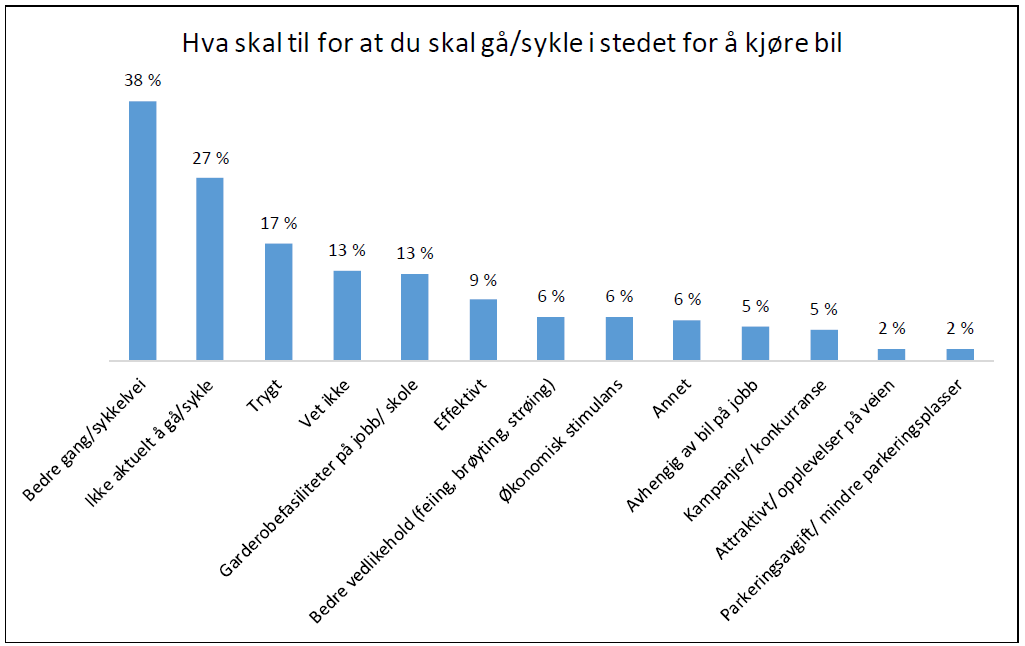 Hva skal til for at du skal gå/sykle i stedet for å kjøre bil
38 %
27 %
17 %
13 %
13 %
9 %
6 %
6 %
6 %
5 %
5 %
2 %
2 %
Bedre gang/sykkelvei
Ikke aktuelt å gå/sykle
Trygt
Vet ikke
Garderobefasiliteter på jobb/ skole
Effektivt
Bedre vedlikehold (feiing, brøyting, strøing)
Økonomisk stimulans
Annet
Avhengig av bil på jobb
Kampanjer/ konkurranse
Attraktivt/ opplevelser på veien
Parkeringsavgift/ mindre parkeringsplasser